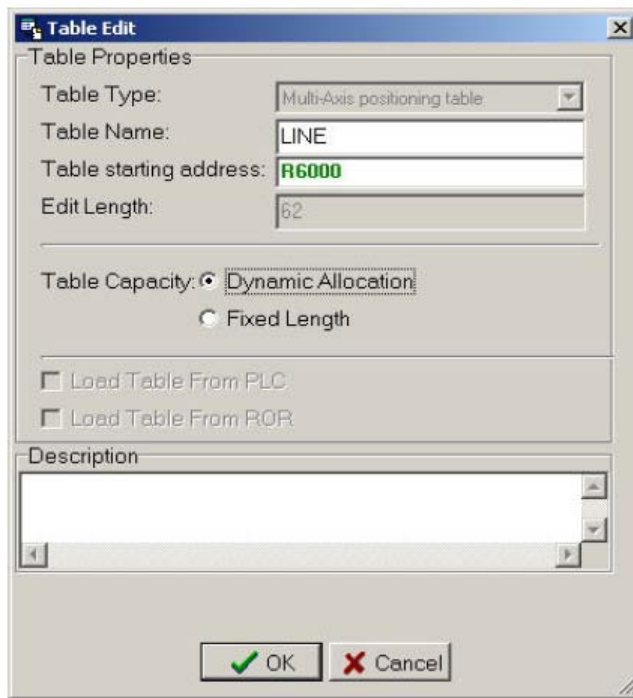 Table Edit
Table Properties
Table Type: Multi-Axis positioning table
Table Name: LINE
Table starting address: R6000
Edit Length: 62
Table Capacity: Dynamic Allocation
Fixed Length
Load Table From PLC
Load Table From ROR
Description
OK Cancel